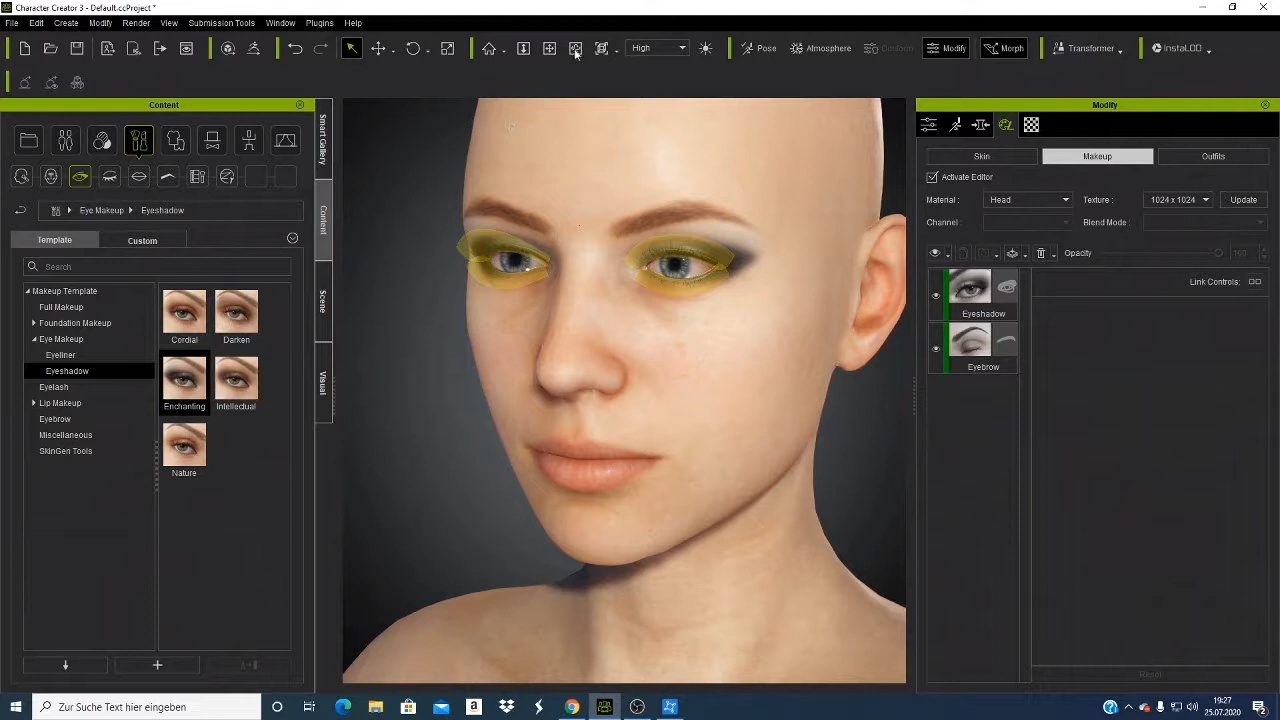 Character Creator 3 - Default.ccProject *
File Edit Create Modify Render View Submission Tools Window Plugins Help
High Pose Atmosphere Conform Modify Morph Transformer InstaLOD
Content
Modify
Smart Gallery
Content
Scene
Visual
Skin Makeup Outfits
Activate Editor
Material: Head Texture: 1024 x 1024 Update
Channel: Blend Mode:
Opacity 100
Eye Makeup Eyeshadow
Template Custom
Search
Makeup Template
Full Makeup
Foundation Makeup
Eye Makeup
Eyeliner
Eyeshadow
Eyelash
Lip Makeup
Eyebrow
Miscellaneous
SkinGen Tools
Cordial Darken
Enchanting Intellectual
Nature
Link Controls:
Eyeshadow
Eyebrow
Reset
Zur Suche Text hier eingeben
19:27
25.07.2020
2